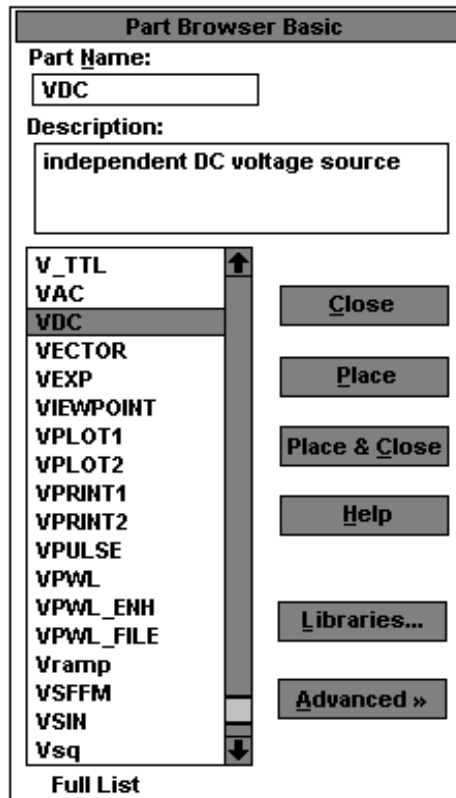 Part Browser Basic
Part Name:
VDC
Description:
independent DC voltage source
V_TTL
VAC
VDC
VECTOR
VEXP
VIEWPOINT
VPLOT1
VPLOT2
VPRINT1
VPRINT2
VPULSE
VPWL
VPWL_ENH
VPWL_FILE
Vramp
VSFFM
VSIN
Vsq
Full List
Close
Place
Place & Close
Help
Libraries...
Advanced »